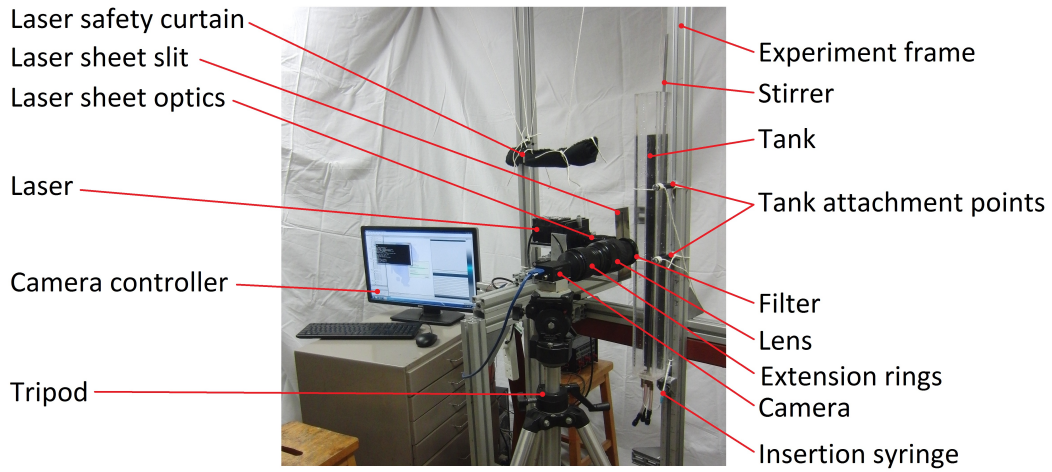 Laser safety curtain
Laser sheet slit
Laser sheet optics
Laser
Camera controller
Tripod
Experiment frame
Stirrer
Tank
Tank attachment points
Filter
Lens
Extension rings
Camera
Insertion syringe